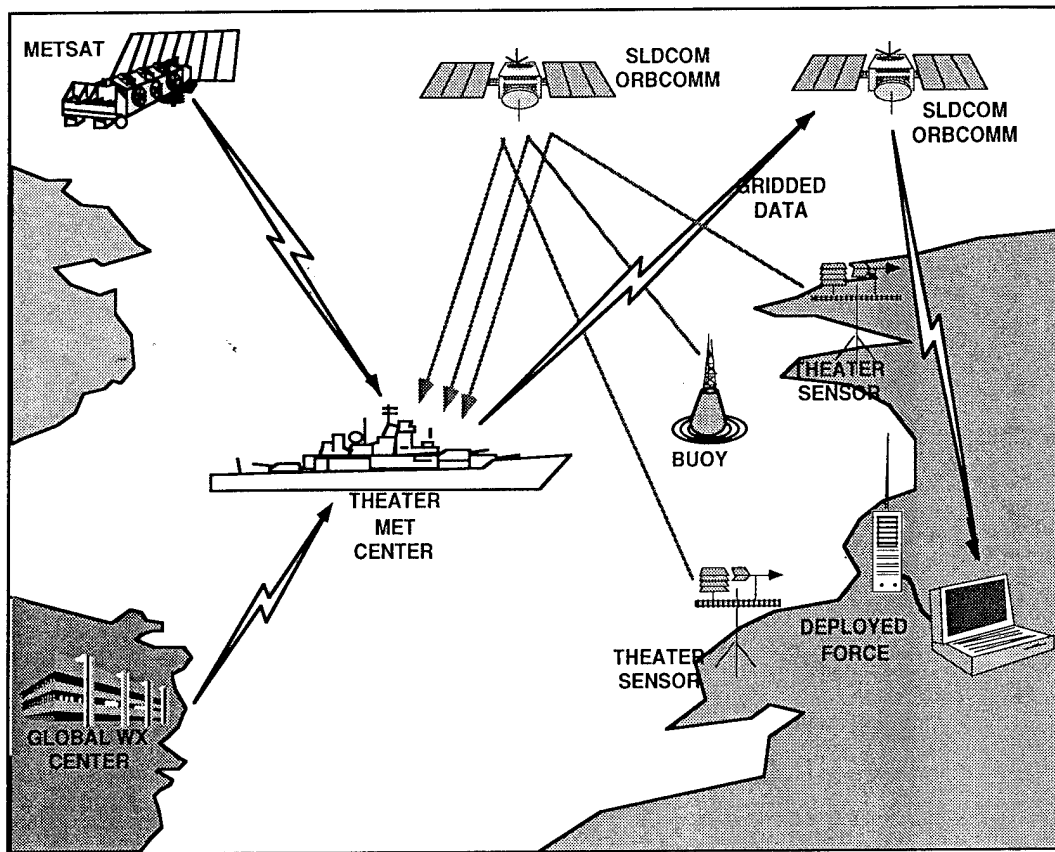 METSAT
SLDCOM
ORBCOMM
SLDCOM
ORBCOMM
GRIDDED
DATA
THEATER
SENSOR
BUOY
THEATER
MET
CENTER
THEATER
SENSOR
DEPLOYED
FORCE
GLOBAL WX
CENTER